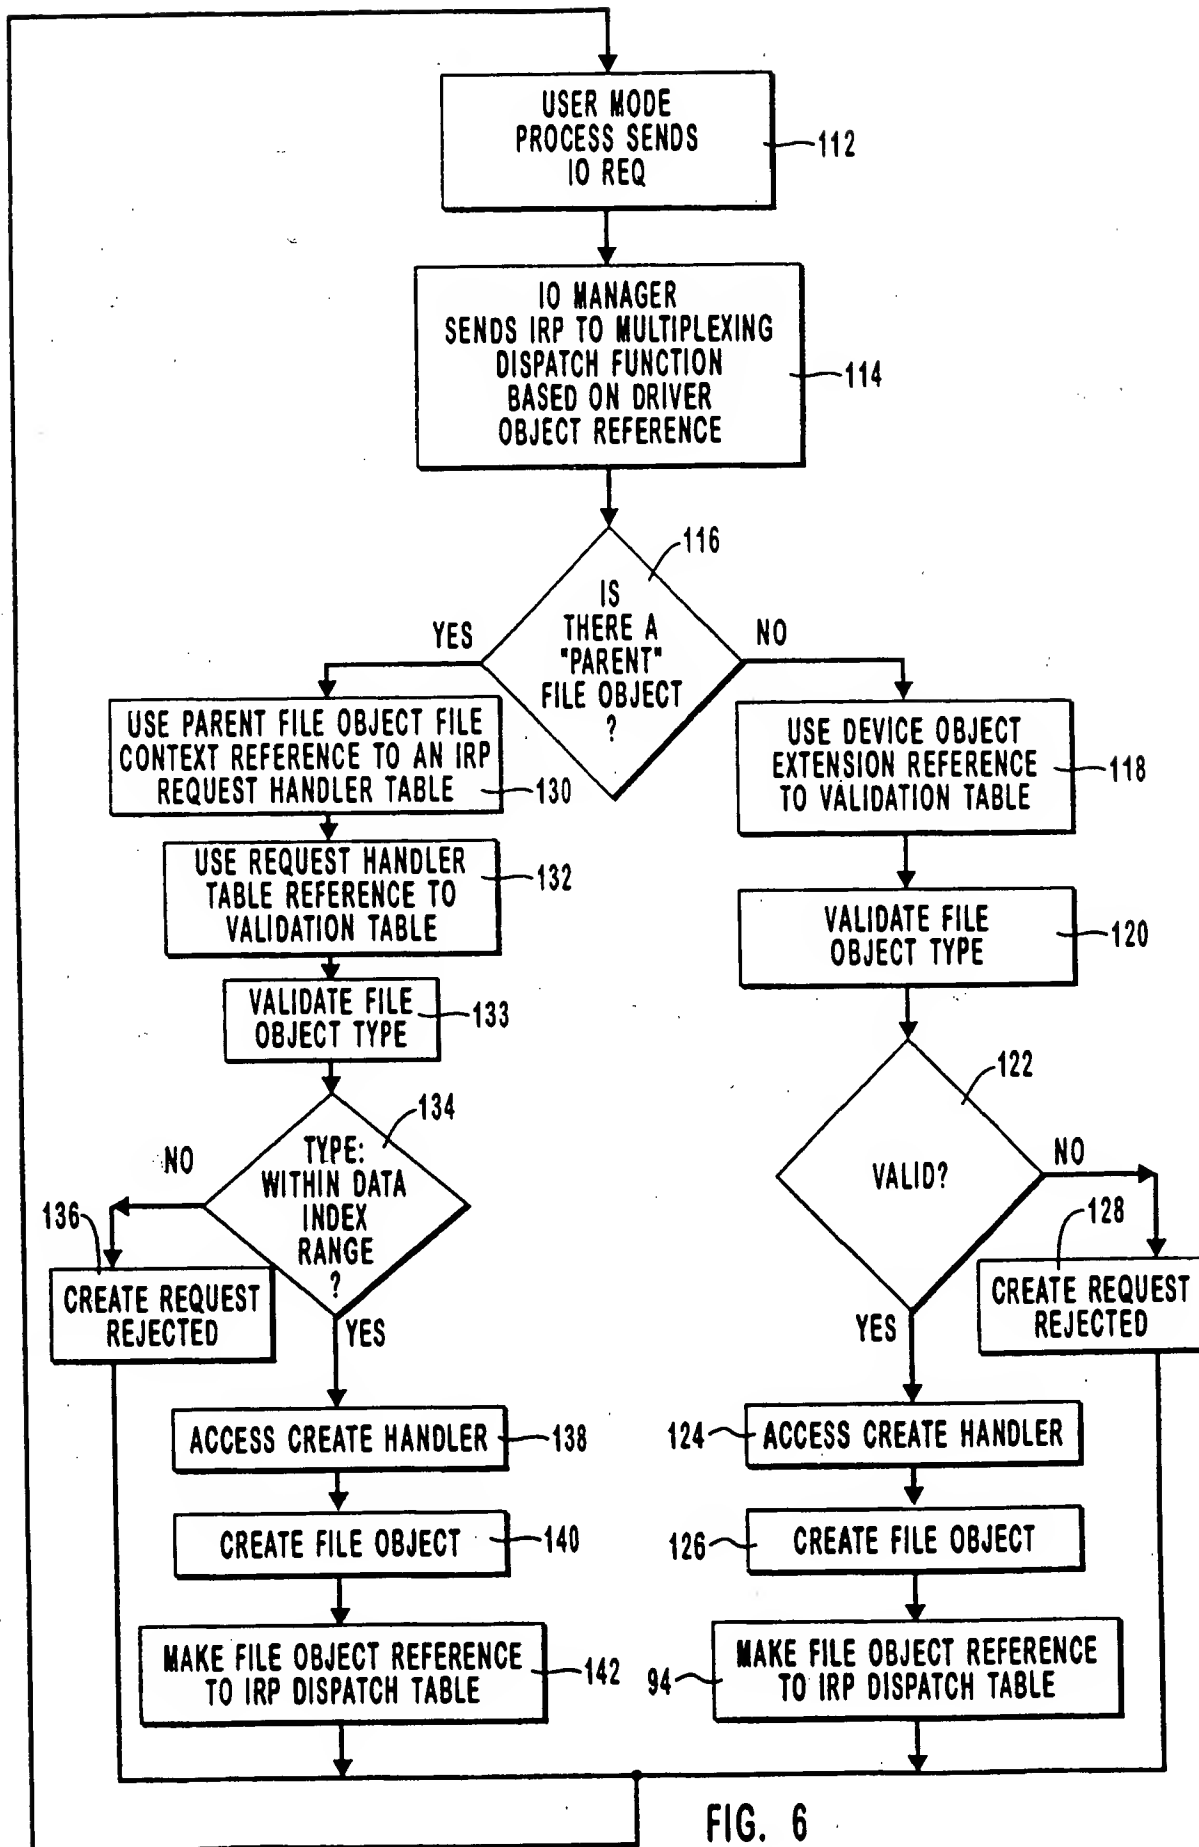 USER MODE
PROCESS SENDS
IO REQ
112
IO MANAGER
SENDS IRP TO MULTIPLEXING
DISPATCH FUNCTION
BASED ON DRIVER
OBJECT REFERENCE
114
116
IS
THERE A
"PARENT"
FILE OBJECT
?
YES
NO
USE PARENT FILE OBJECT FILE
CONTEXT REFERENCE TO AN IRP
REQUEST HANDLER TABLE
130
USE REQUEST HANDLER
TABLE REFERENCE TO
VALIDATION TABLE
132
VALIDATE FILE
OBJECT TYPE
133
134
TYPE:
WITHIN DATA
INDEX
RANGE
?
NO
136
CREATE REQUEST
REJECTED
YES
ACCESS CREATE HANDLER
138
CREATE FILE OBJECT
140
MAKE FILE OBJECT REFERENCE
TO IRP DISPATCH TABLE
142
USE DEVICE OBJECT
EXTENSION REFERENCE
TO VALIDATION TABLE
118
VALIDATE FILE
OBJECT TYPE
120
122
VALID?
NO
128
CREATE REQUEST
REJECTED
YES
124
ACCESS CREATE HANDLER
126
CREATE FILE OBJECT
94
MAKE FILE OBJECT REFERENCE
TO IRP DISPATCH TABLE
FIG. 6